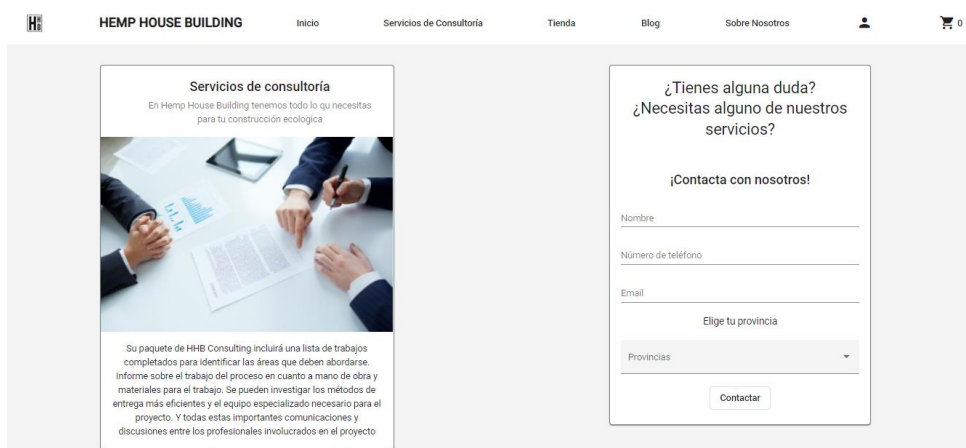 HEMP HOUSE BUILDING
Inicio
Servicios de Consultoría
Tienda
Blog
Sobre Nosotros
0
Servicios de consultoría
En Hemp House Building tenemos todo lo qu necesitas
para tu construcción ecologica
Su paquete de HHB Consulting incluirá una lista de trabajos
completados para identificar las áreas que deben abordarse.
Informe sobre el trabajo del proceso en cuanto a mano de obra y
materiales para el trabajo. Se pueden investigar los métodos de
entrega más eficientes y el equipo especializado necesario para el
proyecto. Y todas estas importantes comunicaciones y
discusiones entre los profesionales involucrados en el proyecto
¿Tienes alguna duda?
¿Necesitas alguno de nuestros
servicios?
¡Contacta con nosotros!
Nombre
Número de teléfono
Email
Elige tu provincia
Provincias
Contactar